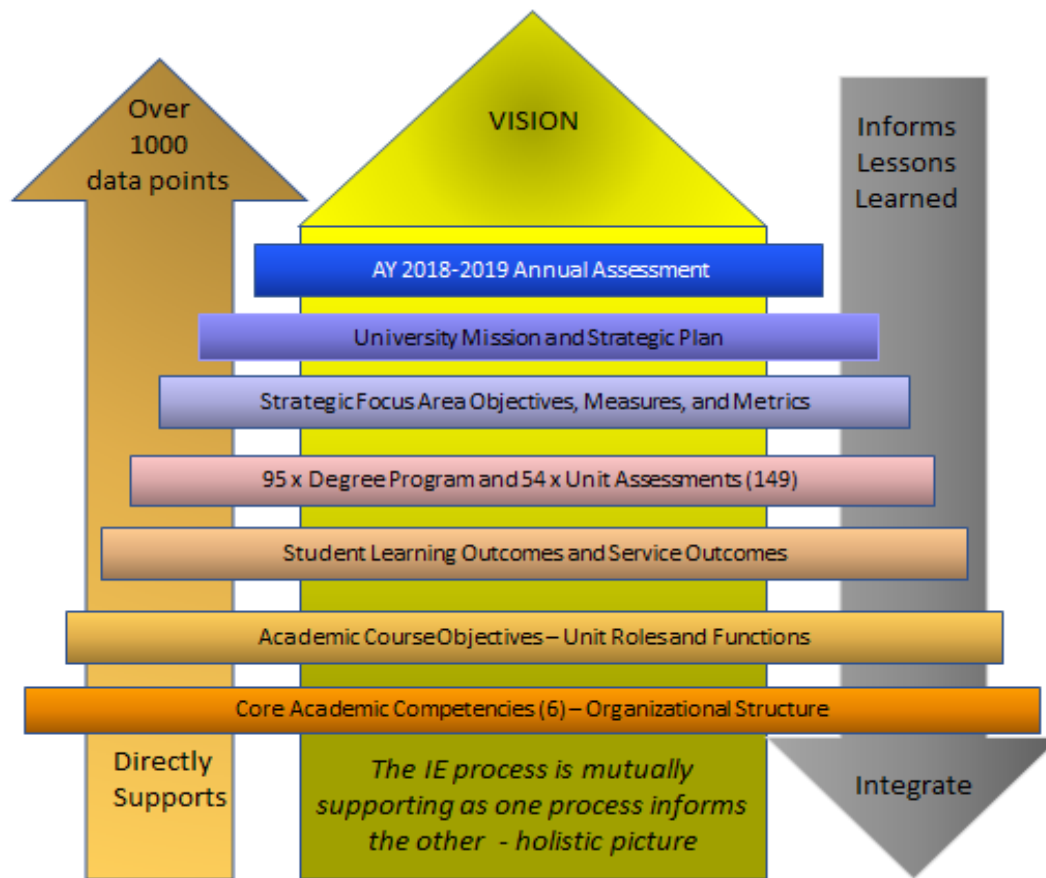 Over
1000
data points
VISION
Informs
Lessons
Learned
AY 2018-2019 Annual Assessment
University Mission and Strategic Plan
Strategic Focus Area Objectives, Measures, and Metrics
95 x Degree Program and 54 x Unit Assessments (149)
Student Learning Outcomes and Service Outcomes
Academic Course Objectives – Unit Roles and Functions
Core Academic Competencies (6) – Organizational Structure
Directly
Supports
The IE process is mutually
supporting as one process informs
the other - holistic picture
Integrate